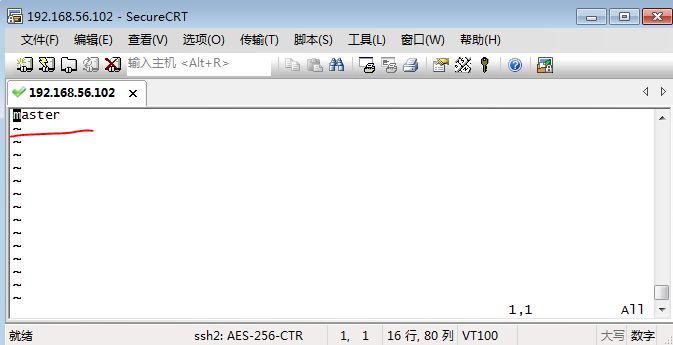 192.168.56.102 - SecureCRT
文件(F) 编辑(E) 查看(V) 选项(O) 传输(T) 脚本(S) 工具(L) 窗口(W) 帮助(H)
输入主机 <Alt+R>
192.168.56.102
master
~
~
~
~
~
~
~
~
~
~
~
~
~
~
1,1 All
就绪 ssh2: AES-256-CTR 1, 1 16 行, 80 列 VT100 大写 数字